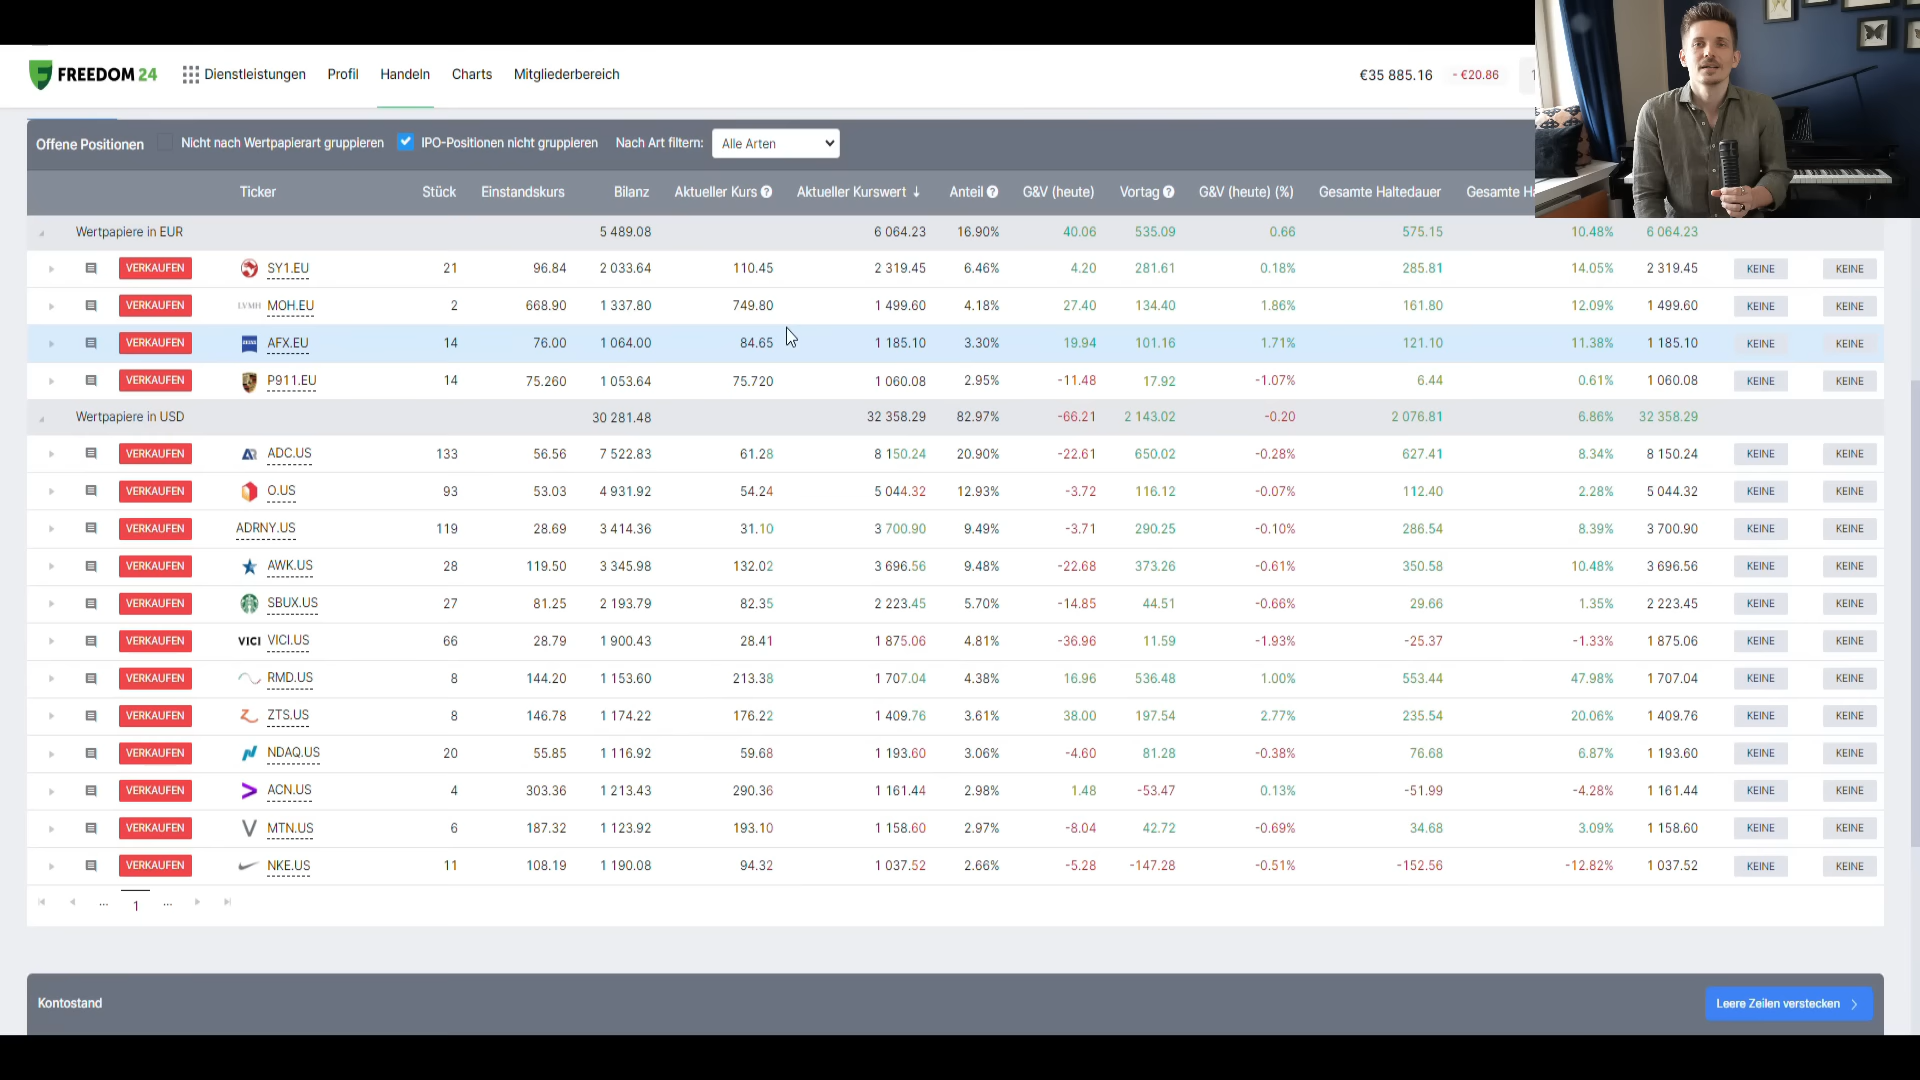 FREEDOM 24 Dienstleistungen Profil Handeln Charts Mitgliederbereich €35 885.16 - €20.86
Offene Positionen Nicht nach Wertpapierart gruppieren IPO-Positionen nicht gruppieren Nach Art filtern: Alle Arten
Ticker Stück Einstandskurs Bilanz Aktueller Kurs Aktueller Kurswert ↓ Anteil G&V (heute) Vortag G&V (heute) (%) Gesamte Haltedauer Gesamte
Wertpapiere in EUR 5 489.08 6 064.23 16.90% 40.06 535.09 0.66 575.15 10.48% 6 064.23
VERKAUFEN SY1.EU 21 96.84 2 033.64 110.45 2 319.45 6.46% 4.20 281.61 0.18% 285.81 14.05% 2 319.45 KEINE KEINE
VERKAUFEN LVMH MOH.EU 2 668.90 1 337.80 749.80 1 499.60 4.18% 27.40 134.40 1.86% 161.80 12.09% 1 499.60 KEINE KEINE
VERKAUFEN AFX.EU 14 76.00 1 064.00 84.65 1 185.10 3.30% 19.94 101.16 1.71% 121.10 11.38% 1 185.10 KEINE KEINE
VERKAUFEN P911.EU 14 75.260 1 053.64 75.720 1 060.08 2.95% -11.48 17.92 -1.07% 6.44 0.61% 1 060.08 KEINE KEINE
Wertpapiere in USD 30 281.48 32 358.29 82.97% -66.21 2 143.02 -0.20 2 076.81 6.86% 32 358.29
VERKAUFEN ADC.US 133 56.56 7 522.83 61.28 8 150.24 20.90% -22.61 650.02 -0.28% 627.41 8.34% 8 150.24 KEINE KEINE
VERKAUFEN O.US 93 53.03 4 931.92 54.24 5 044.32 12.93% -3.72 116.12 -0.07% 112.40 2.28% 5 044.32 KEINE KEINE
VERKAUFEN ADRNY.US 119 28.69 3 414.36 31.10 3 700.90 9.49% -3.71 290.25 -0.10% 286.54 8.39% 3 700.90 KEINE KEINE
VERKAUFEN AWK.US 28 119.50 3 345.98 132.02 3 696.56 9.48% -22.68 373.26 -0.61% 350.58 10.48% 3 696.56 KEINE KEINE
VERKAUFEN SBUX.US 27 81.25 2 193.79 82.35 2 223.45 5.70% -14.85 44.51 -0.66% 29.66 1.35% 2 223.45 KEINE KEINE
VERKAUFEN VICI VICI.US 66 28.79 1 900.43 28.41 1 875.06 4.81% -36.96 11.59 -1.93% -25.37 -1.33% 1 875.06 KEINE KEINE
VERKAUFEN RMD.US 8 144.20 1 153.60 213.38 1 707.04 4.38% 16.96 536.48 1.00% 553.44 47.98% 1 707.04 KEINE KEINE
VERKAUFEN ZTS.US 8 146.78 1 174.22 176.22 1 409.76 3.61% 38.00 197.54 2.77% 235.54 20.06% 1 409.76 KEINE KEINE
VERKAUFEN NDAQ.US 20 55.85 1 116.92 59.68 1 193.60 3.06% -4.60 81.28 -0.38% 76.68 6.87% 1 193.60 KEINE KEINE
VERKAUFEN ACN.US 4 303.36 1 213.43 290.36 1 161.44 2.98% 1.48 -53.47 0.13% -51.99 -4.28% 1 161.44 KEINE KEINE
VERKAUFEN MTN.US 6 187.32 1 123.92 193.10 1 158.60 2.97% -8.04 42.72 -0.69% 34.68 3.09% 1 158.60 KEINE KEINE
VERKAUFEN NKE.US 11 108.19 1 190.08 94.32 1 037.52 2.66% -5.28 -147.28 -0.51% -152.56 -12.82% 1 037.52 KEINE KEINE
... 1 ...
Kontostand Leere Zeilen verstecken